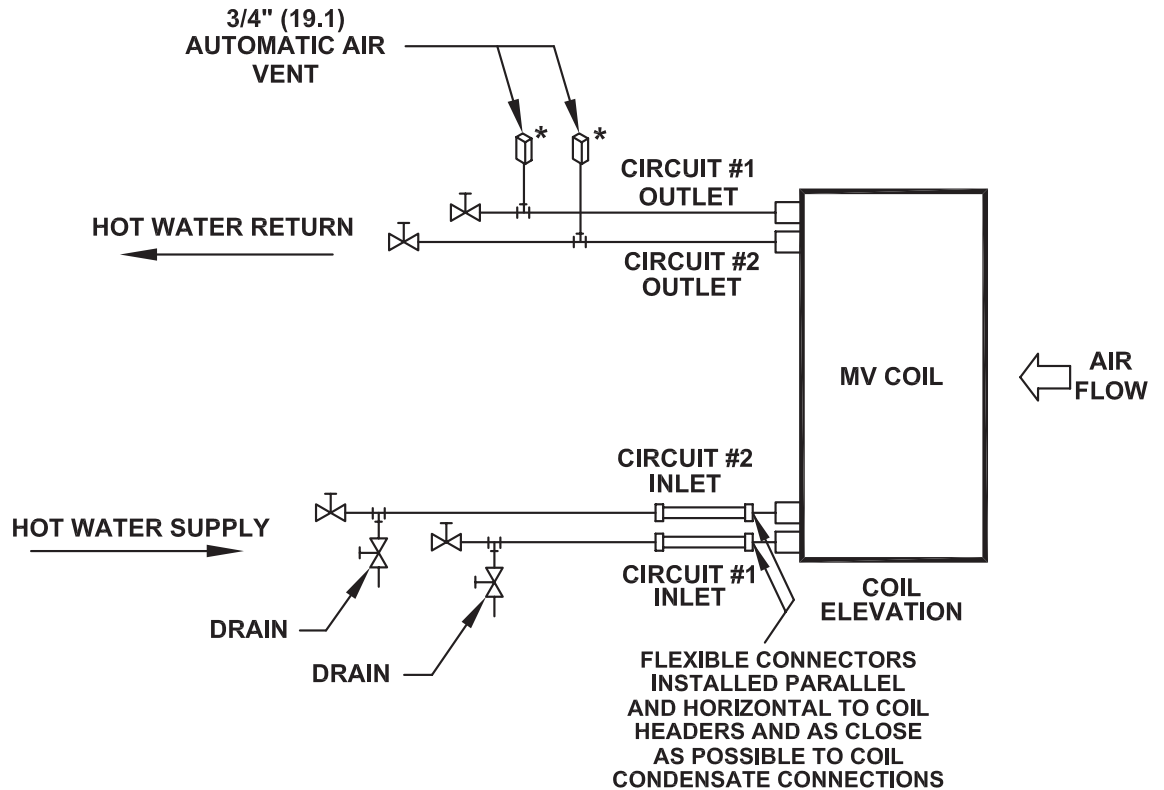 3/4" (19.1)
AUTOMATIC AIR
VENT
*
*
CIRCUIT #1
OUTLET
HOT WATER RETURN
CIRCUIT #2
OUTLET
MV COIL
AIR
FLOW
CIRCUIT #2
INLET
HOT WATER SUPPLY
CIRCUIT #1
INLET
COIL
ELEVATION
DRAIN
DRAIN
FLEXIBLE CONNECTORS
INSTALLED PARALLEL
AND HORIZONTAL TO COIL
HEADERS AND AS CLOSE
AS POSSIBLE TO COIL
CONDENSATE CONNECTIONS